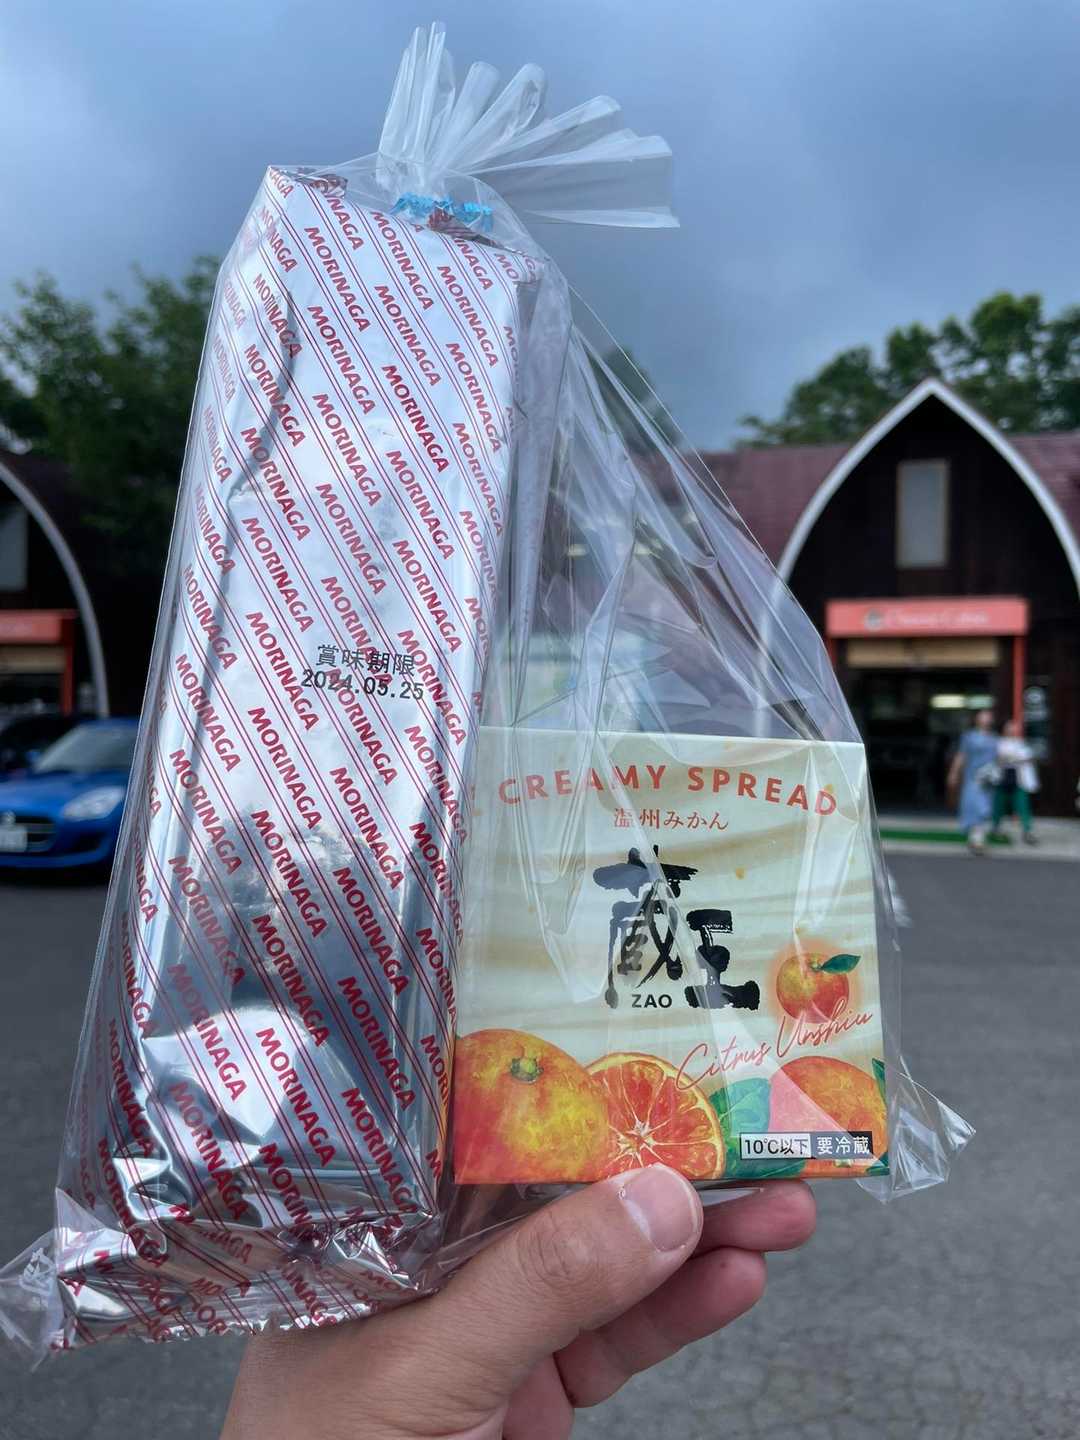 MORINAGA
賞味期限
2024.05.25
CREAMY SPREAD
温州みかん
蔵王
ZAO
Citrus Unshiu
10℃以下 要冷蔵